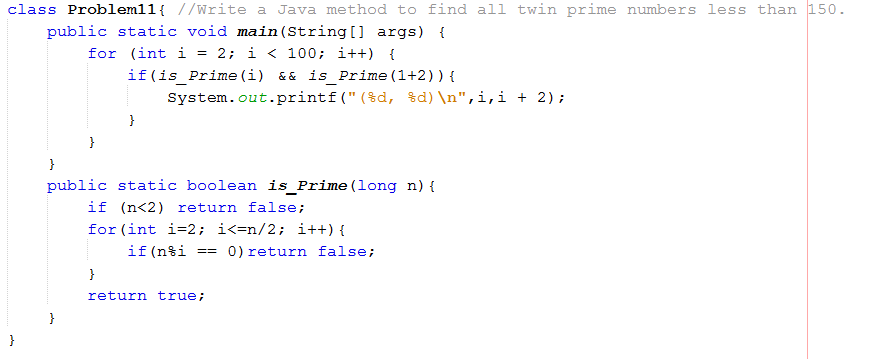 class Problem11{ //Write a Java method to find all twin prime numbers less than 150.
    public static void main(String[] args) {
        for (int i = 2; i < 100; i++) {
            if(is_Prime(i) && is_Prime(1+2)){
                System.out.printf("(%d, %d)\n",i,i + 2);
            }
        }
    }
    public static boolean is_Prime(long n){
        if (n<2) return false;
        for(int i=2; i<=n/2; i++){
            if(n%i == 0)return false;
        }
        return true;
    }
}